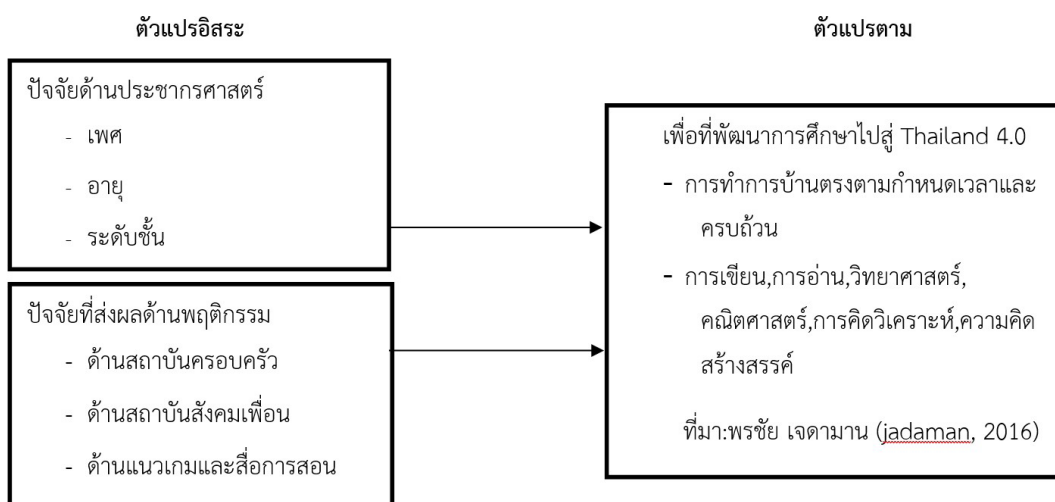 ตัวแปรอิสระ
ปัจจัยด้านประชากรศาสตร์
- เพศ
- อายุ
- ระดับชั้น
ปัจจัยที่ส่งผลด้านพฤติกรรม
- ด้านสถาบันครอบครัว
- ด้านสถาบันสังคมเพื่อน
- ด้านแนวเกมและสื่อการสอน
ตัวแปรตาม
เพื่อที่พัฒนาการศึกษาไปสู่ Thailand 4.0
- การทำการบ้านตรงตามกำหนดเวลาและ
ครบถ้วน
- การเขียน,การอ่าน,วิทยาศาสตร์,
คณิตศาสตร์,การคิดวิเคราะห์,ความคิด
สร้างสรรค์
ที่มา:พรชัย เจดามาน (jadaman, 2016)